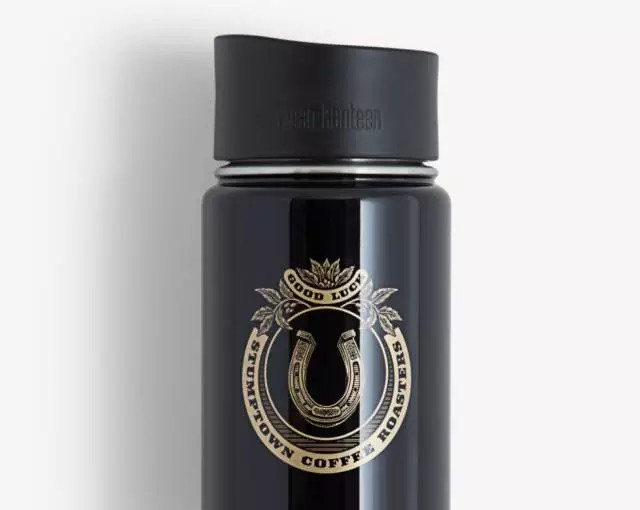 klean kanteen
GOOD LUCK
STUMPTOWN COFFEE ROASTERS